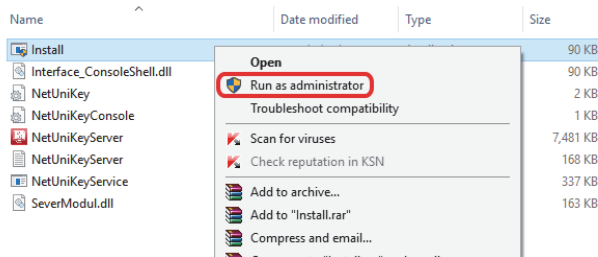 Name Date modified Type Size
Install 90 KB
Open
Interface_ConsoleShell.dll 90 KB
Run as administrator
NetUniKey 2 KB
Troubleshoot compatibility
NetUniKeyConsole 1 KB
NetUniKeyServer 7,481 KB
Scan for viruses
NetUniKeyServer 168 KB
Check reputation in KSN
NetUniKeyService 337 KB
Add to archive...
SeverModul.dll 163 KB
Add to "Install.rar"
Compress and email...